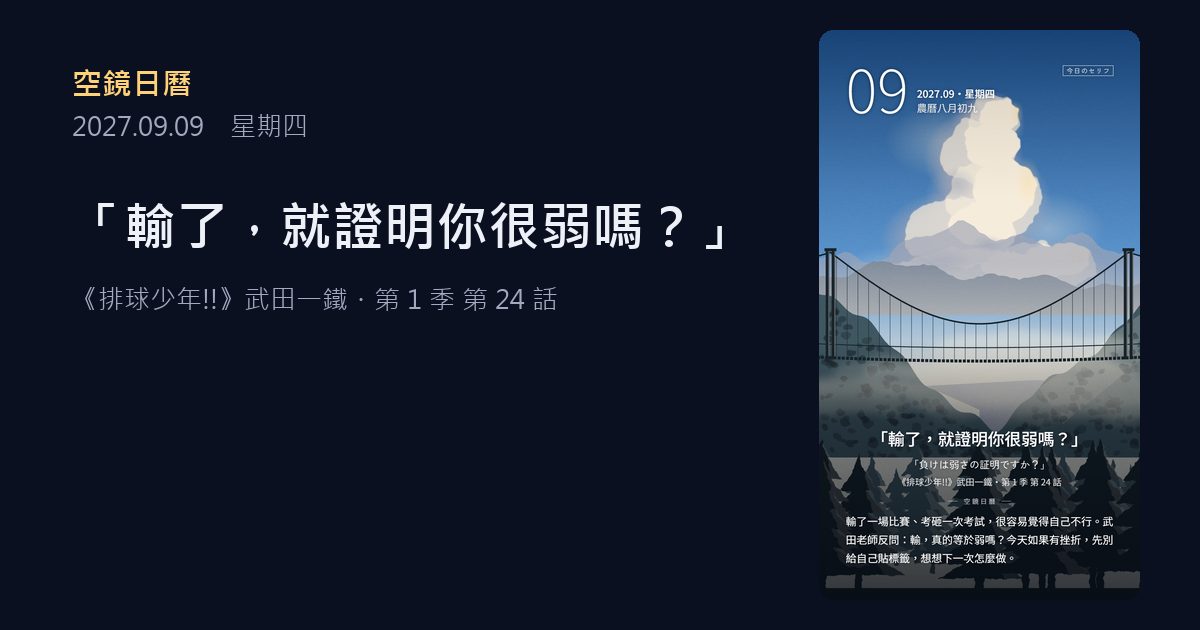 空鏡日曆
2027.09.09 星期四
「輸了，就證明你很弱嗎？」
《排球少年!!》武田一鐵・第 1 季 第 24 話
今日のセリフ
09
2027.09・星期四
農曆八月初九
「輸了，就證明你很弱嗎？」
「負けは弱さの証明ですか？」
《排球少年!!》武田一鐵・第 1 季 第 24 話
空鏡日曆
輸了一場比賽、考砸一次考試，很容易覺得自己不行。武
田老師反問：輸，真的等於弱嗎？今天如果有挫折，先別
給自己貼標籤，想想下一次怎麼做。